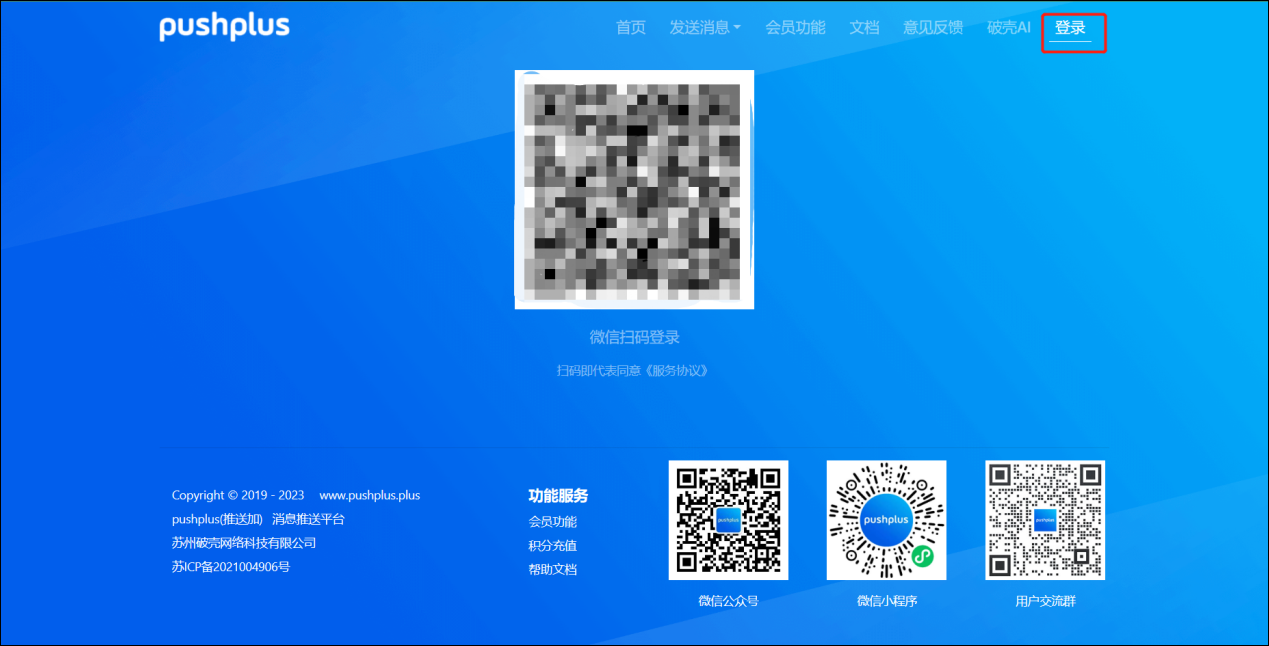 pushplus
首页 发送消息 会员功能 文档 意见反馈 破壳AI 登录
微信扫码登录
扫码即代表同意《服务协议》
Copyright © 2019 - 2023 www.pushplus.plus
pushplus(推送加) 消息推送平台
苏州破壳网络科技有限公司
苏ICP备2021004906号
功能服务
会员功能
积分充值
帮助文档
pushplus
pushplus
pushplus
微信公众号
微信小程序
用户交流群